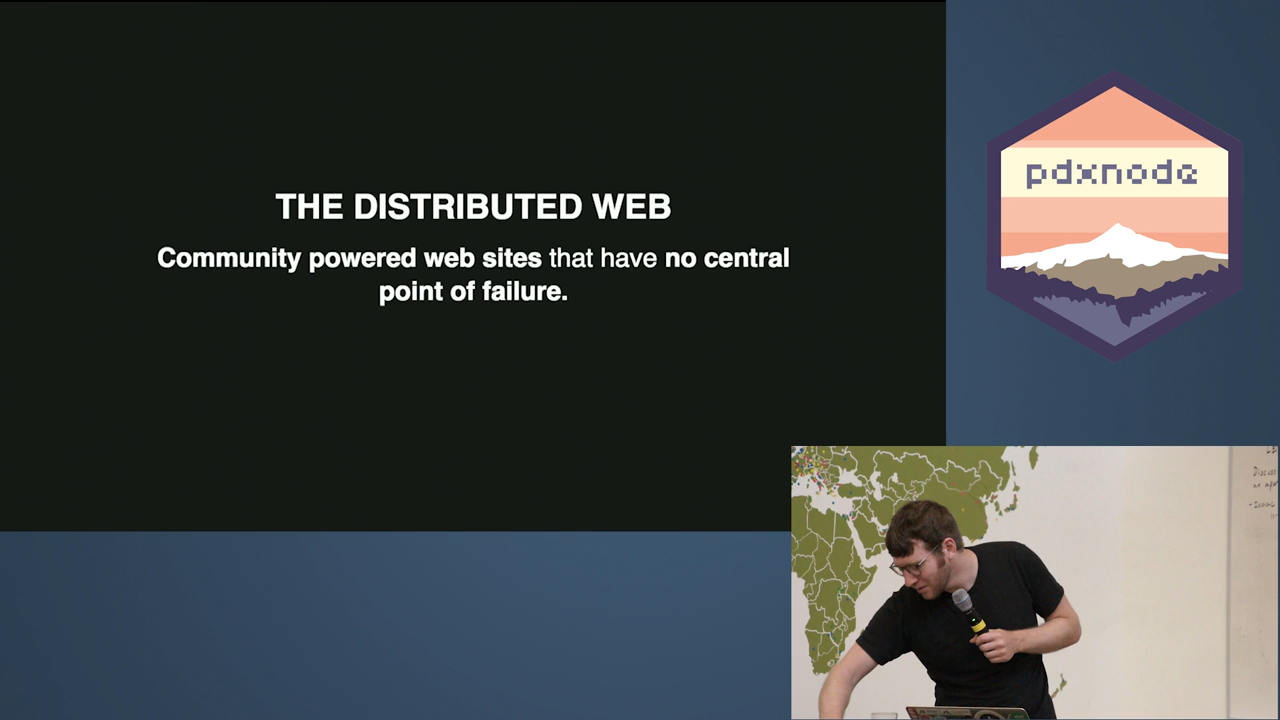 THE DISTRIBUTED WEB
Community powered web sites that have no central
point of failure.
pdxnode